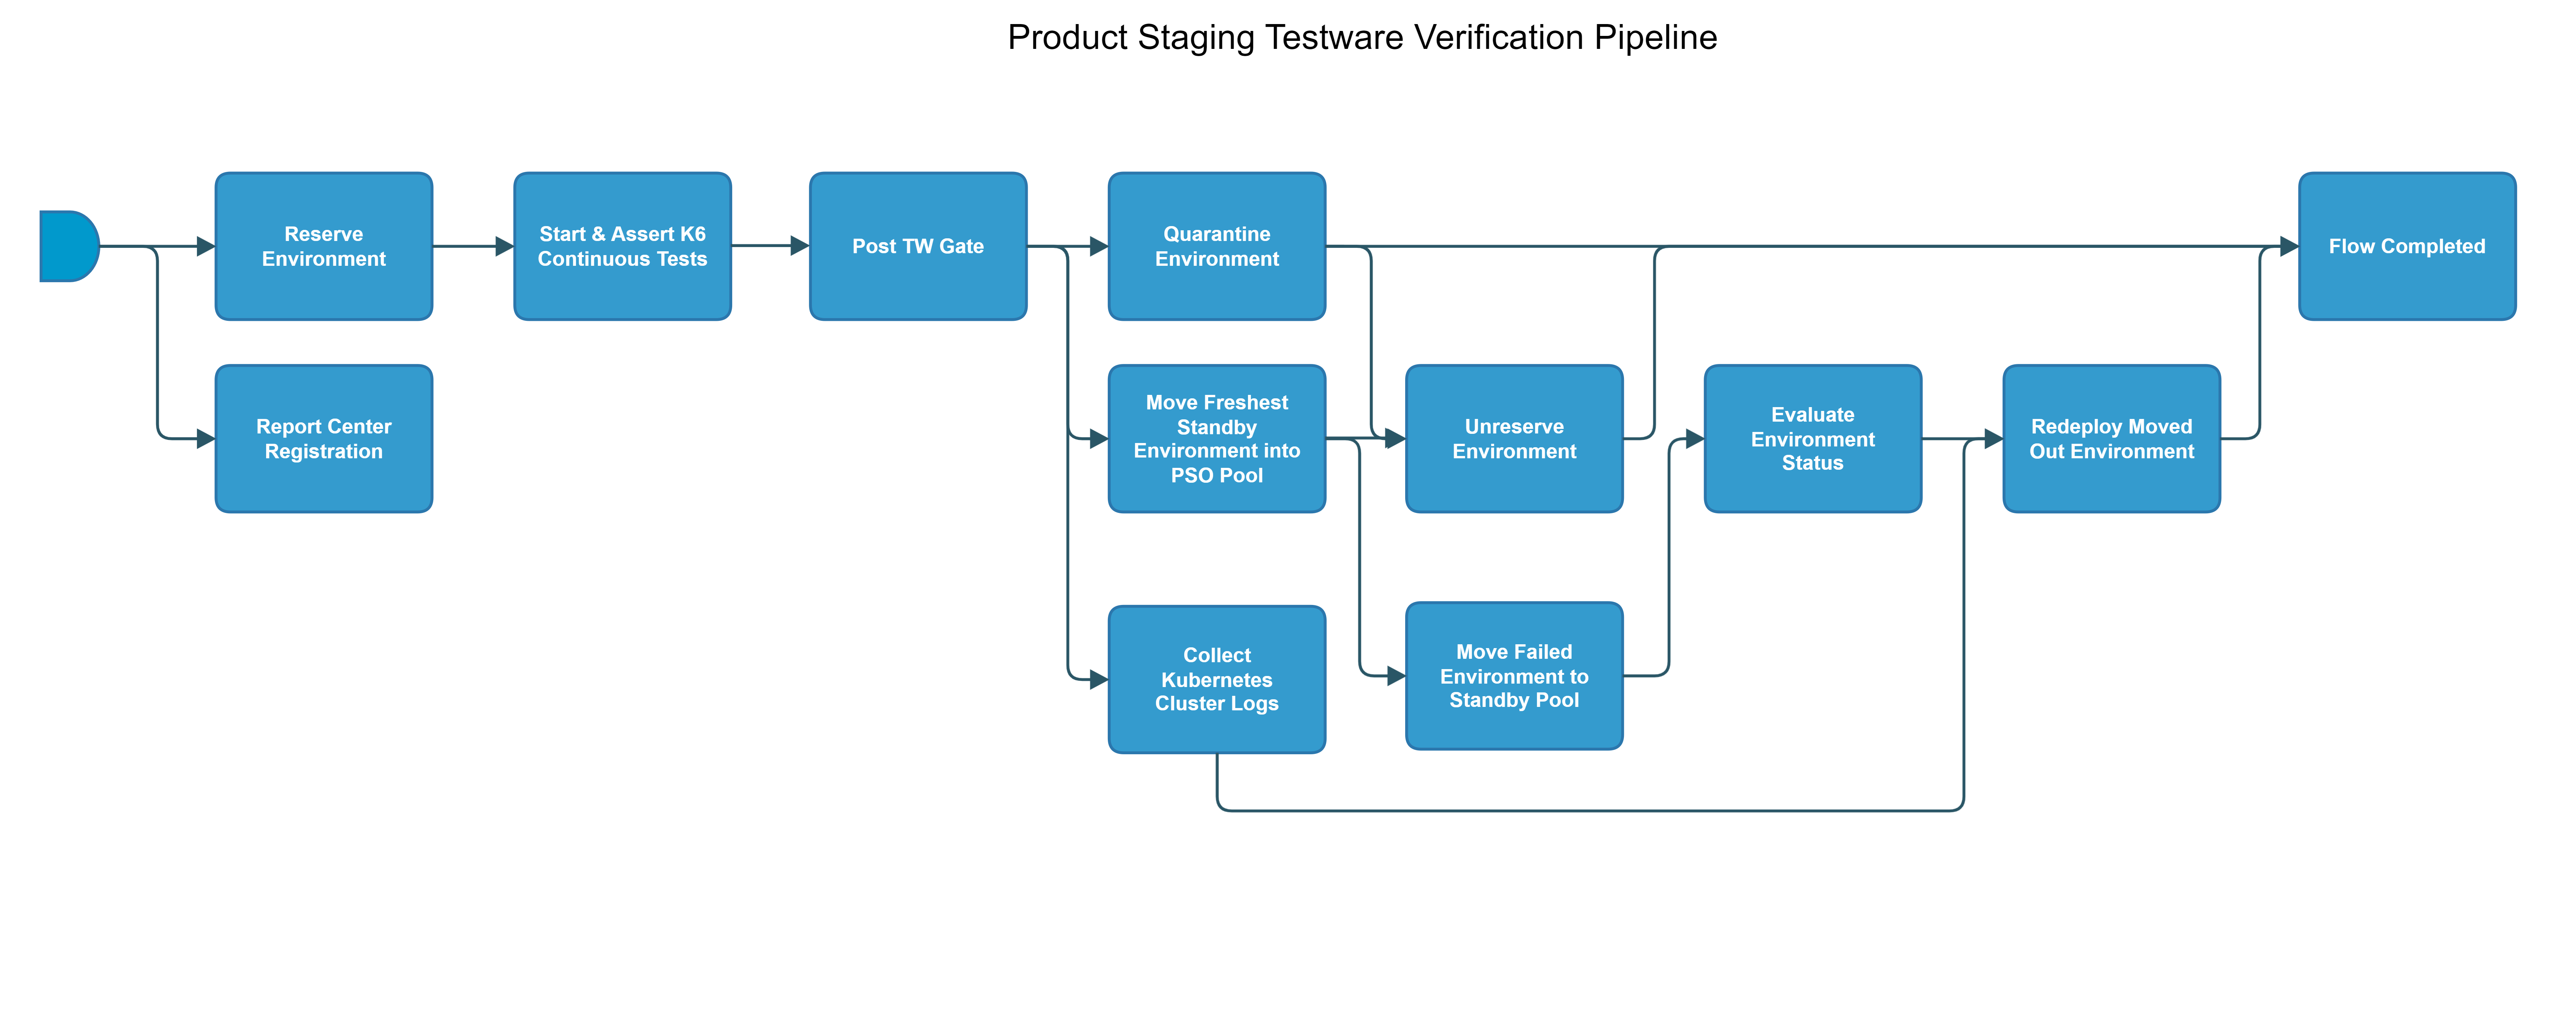 Product Staging Testware Verification Pipeline
Reserve
Environment
Start & Assert K6
Continuous Tests
Post TW Gate
Quarantine
Environment
Flow Completed
Report Center
Registration
Move Freshest
Standby
Environment into
PSO Pool
Unreserve
Environment
Evaluate
Environment
Status
Redeploy Moved
Out Environment
Collect
Kubernetes
Cluster Logs
Move Failed
Environment to
Standby Pool